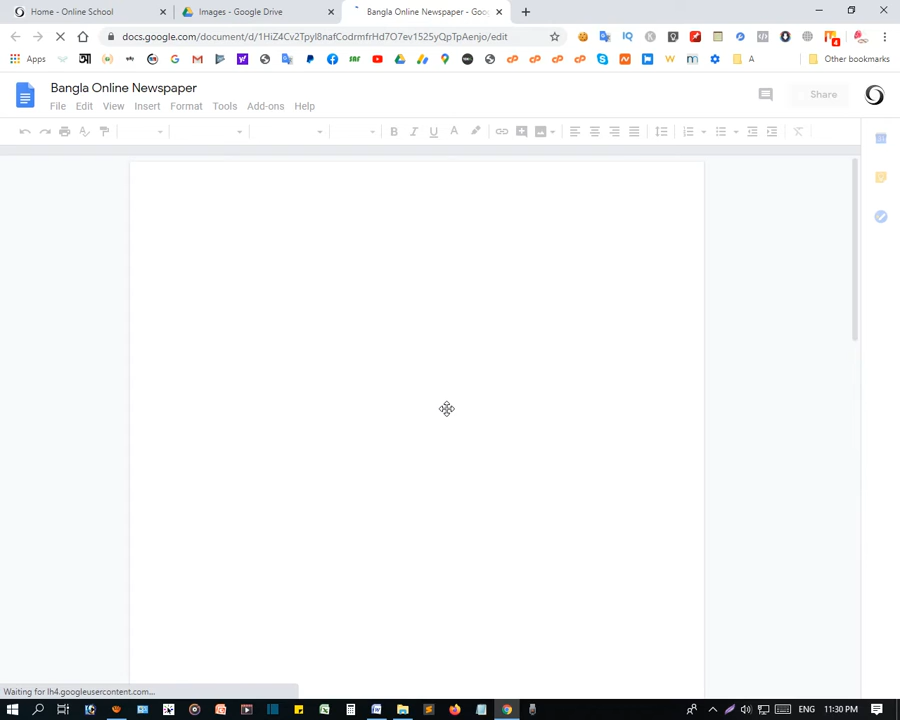 Home - Online School
Images - Google Drive
Bangla Online Newspaper - Goo
docs.google.com/document/d/1HiZ4Cv2Tpyl8nafCodrmfrHd7O7ev1525yQpTpAenjo/edit
Apps
A
Other bookmarks
Bangla Online Newspaper
File Edit View Insert Format Tools Add-ons Help
Share
Waiting for lh4.googleusercontent.com...
ENG 11:30 PM